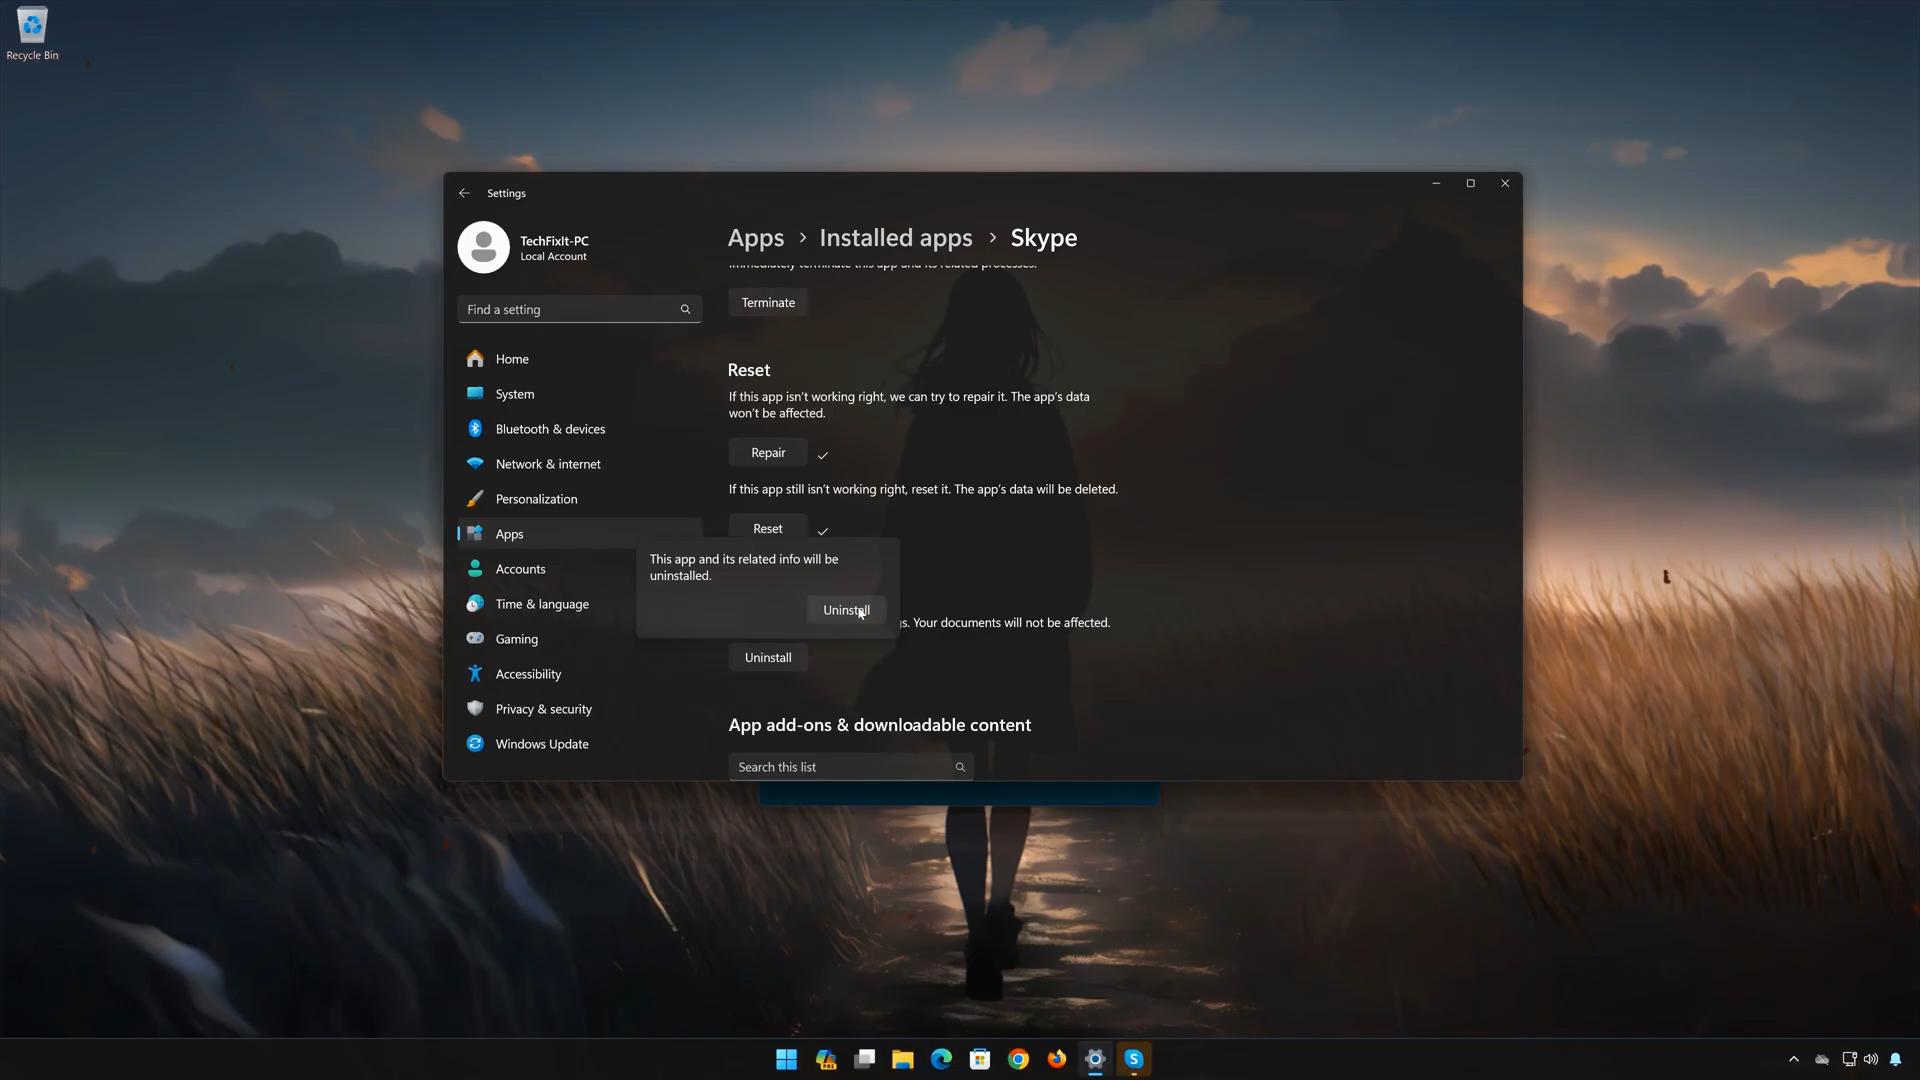 Recycle Bin
Settings
TechFixIt-PC
Local Account
Find a setting
Home
System
Bluetooth & devices
Network & internet
Personalization
Apps
Accounts
Time & language
Gaming
Accessibility
Privacy & security
Windows Update
Apps > Installed apps > Skype
Immediately terminate this app and its related processes.
Terminate
Reset
If this app isn't working right, we can try to repair it. The app's data
won't be affected.
Repair
If this app still isn't working right, reset it. The app's data will be deleted.
Reset
This app and its related info will be
uninstalled.
Uninstall
Your documents will not be affected.
Uninstall
App add-ons & downloadable content
Search this list
PRE
S